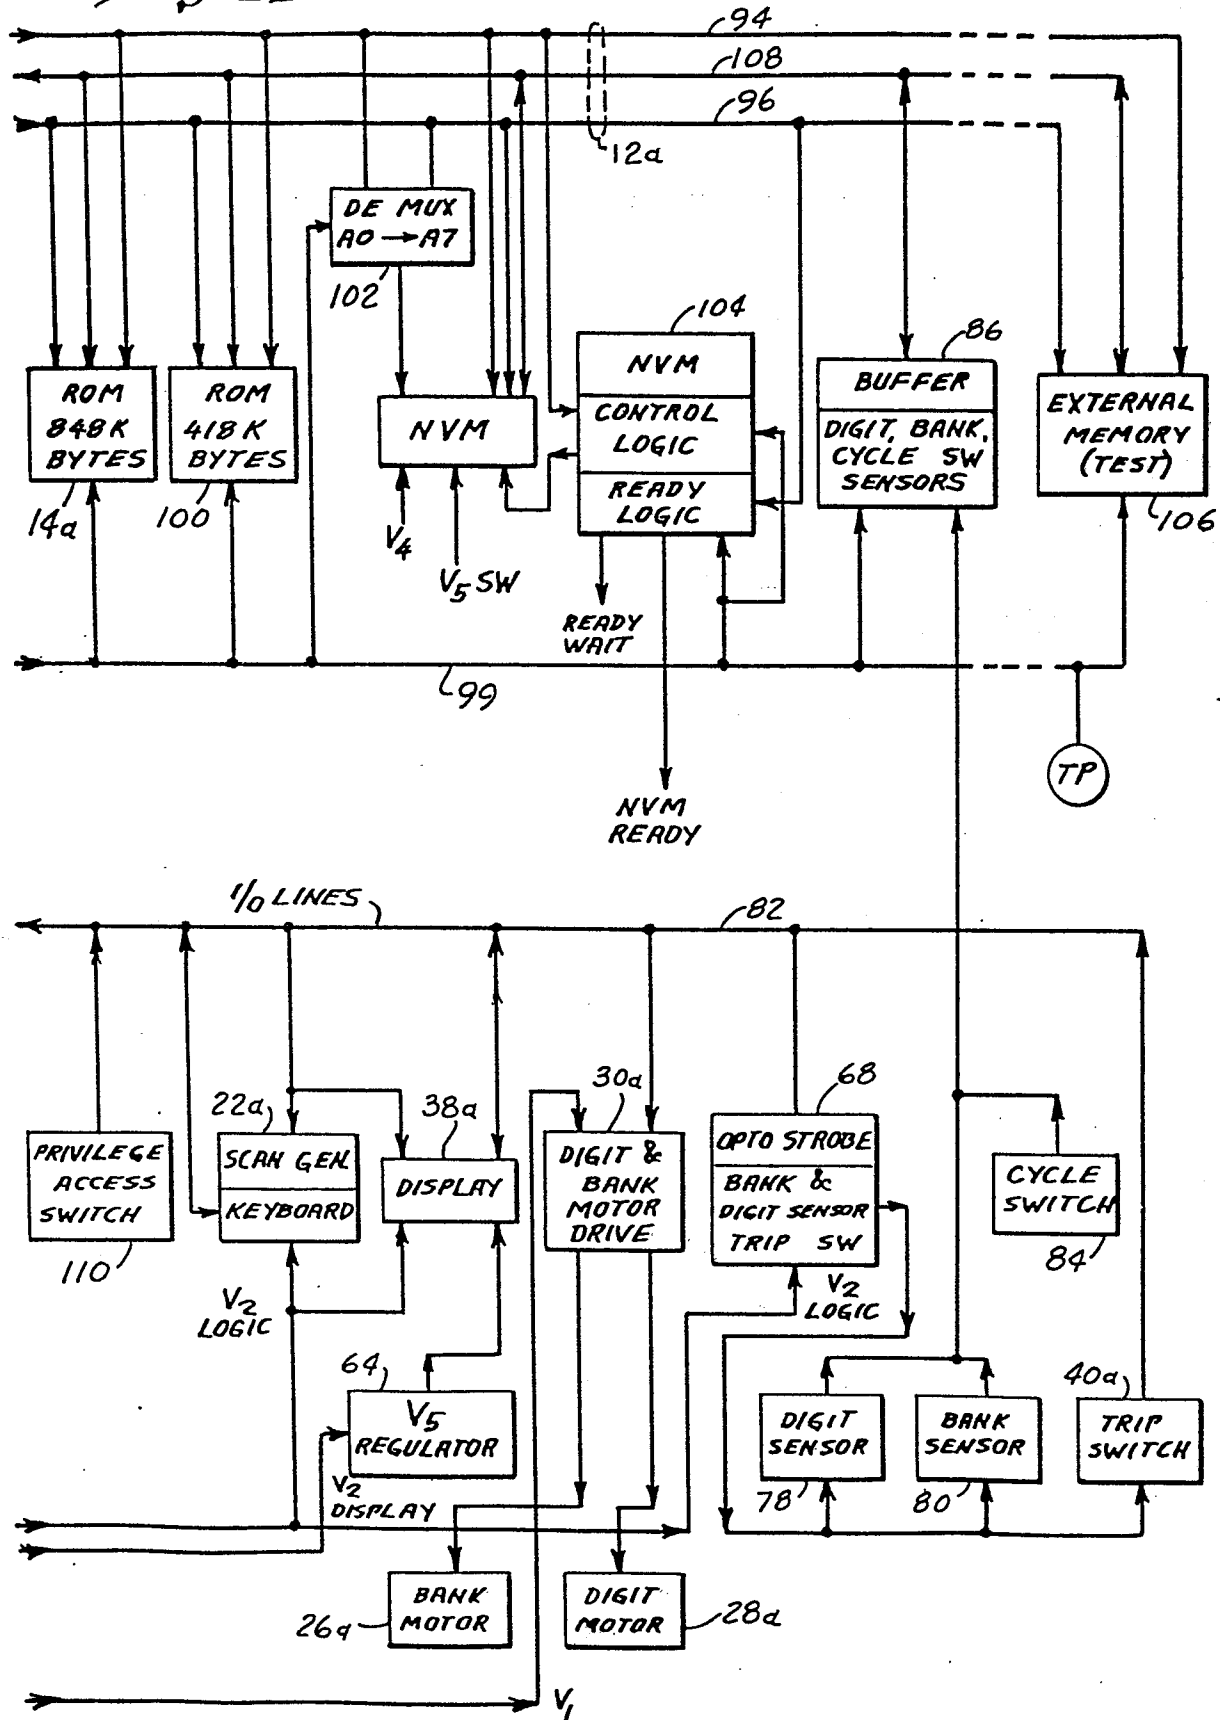 94
108
96
12a
DE MUX
A0 → A7
102
104
86
ROM
848K
BYTES
14a
ROM
418K
BYTES
100
NVM
V4
V5 SW
NVM
CONTROL
LOGIC
READY
LOGIC
READY
WAIT
BUFFER
DIGIT, BANK,
CYCLE SW
SENSORS
EXTERNAL
MEMORY
(TEST)
106
99
TP
NVM
READY
I/O LINES
82
PRIVILEGE
ACCESS
SWITCH
110
22a
SCAN GEN.
KEYBOARD
38a
DISPLAY
30a
DIGIT &
BANK
MOTOR
DRIVE
68
OPTO STROBE
BANK &
DIGIT SENSOR
TRIP SW
CYCLE
SWITCH
84
V2
LOGIC
V2
LOGIC
64
V5
REGULATOR
V2
DISPLAY
DIGIT
SENSOR
78
BANK
SENSOR
80
40a
TRIP
SWITCH
BANK
MOTOR
26a
DIGIT
MOTOR
28a
V1